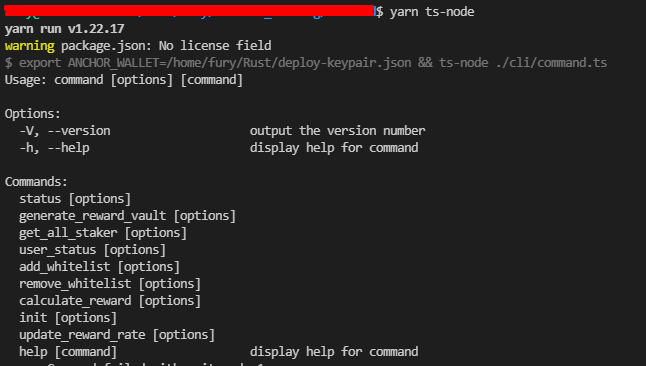 $ yarn ts-node
yarn run v1.22.17
warning package.json: No license field
$ export ANCHOR_WALLET=/home/fury/Rust/deploy-keypair.json && ts-node ./cli/command.ts
Usage: command [options] [command]
Options:
-V, --version output the version number
-h, --help display help for command
Commands:
status [options]
generate_reward_vault [options]
get_all_staker [options]
user_status [options]
add_whitelist [options]
remove_whitelist [options]
calculate_reward [options]
init [options]
update_reward_rate [options]
help [command] display help for command